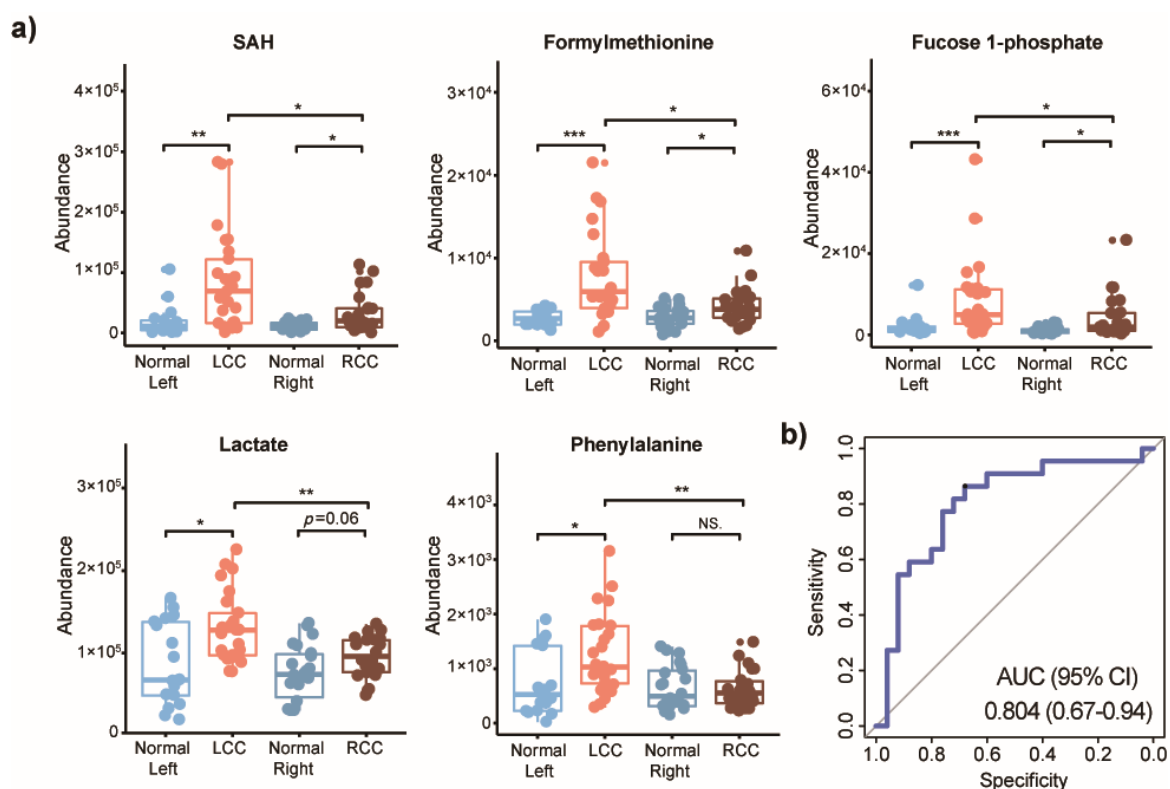 a)
SAH
Abundance
4×10⁵
3×10⁵
2×10⁵
1×10⁵
0
**
*
*
Normal Left
LCC
Normal Right
RCC
Formylmethionine
Abundance
3×10⁴
2×10⁴
1×10⁴
0
***
*
*
Normal Left
LCC
Normal Right
RCC
Fucose 1-phosphate
Abundance
6×10⁴
4×10⁴
2×10⁴
0
***
*
*
Normal Left
LCC
Normal Right
RCC
Lactate
Abundance
3×10⁵
2×10⁵
1×10⁵
0
*
**
p=0.06
Normal Left
LCC
Normal Right
RCC
Phenylalanine
Abundance
4×10³
3×10³
2×10³
1×10³
0
*
**
NS.
Normal Left
LCC
Normal Right
RCC
b)
Sensitivity
1.0
0.8
0.6
0.4
0.2
0.0
AUC (95% CI)
0.804 (0.67-0.94)
1.0 0.8 0.6 0.4 0.2 0.0
Specificity